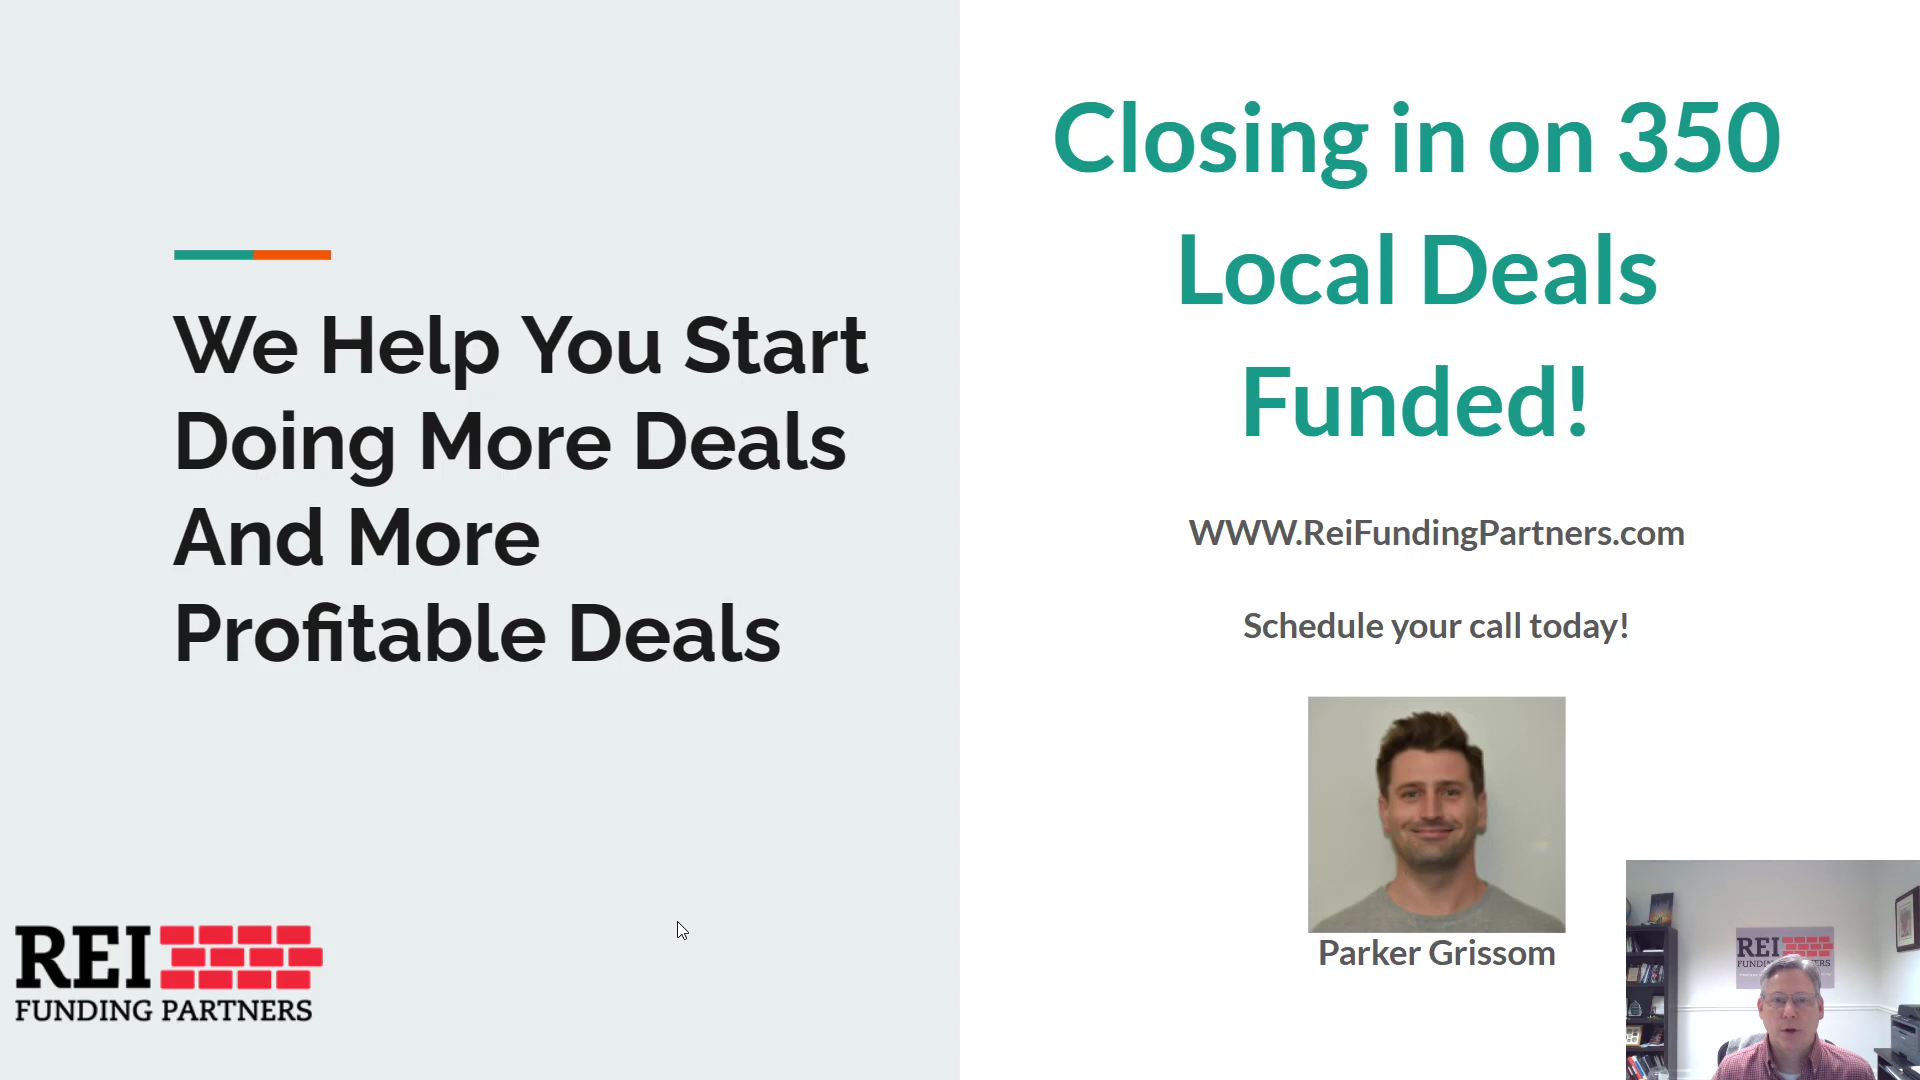 We Help You Start
Doing More Deals
And More
Profitable Deals
REI
FUNDING PARTNERS
Closing in on 350
Local Deals
Funded!
WWW.ReiFundingPartners.com
Schedule your call today!
Parker Grissom
REI